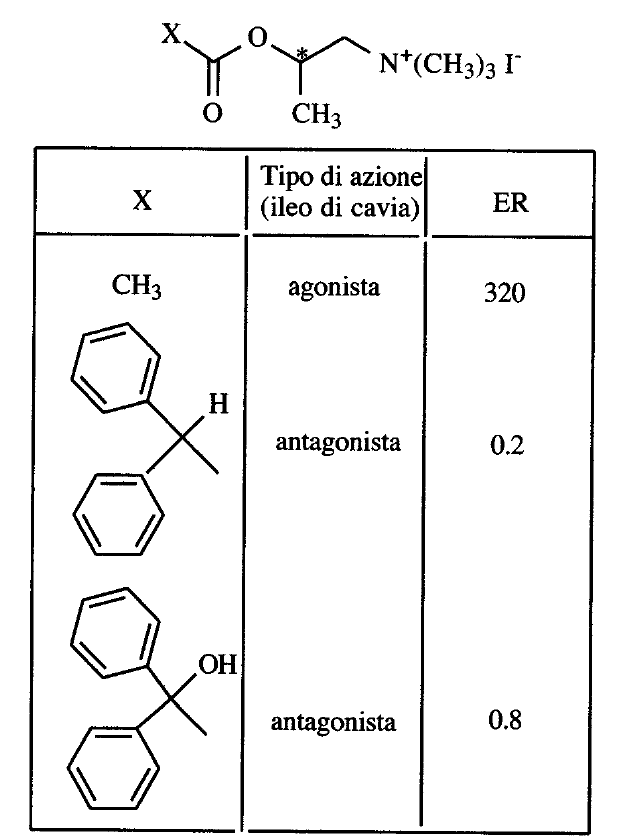 X
O
*
N⁺(CH₃)₃ I⁻
O
CH₃
X
Tipo di azione
(ileo di cavia)
ER
CH₃
agonista
320
H
antagonista
0.2
OH
antagonista
0.8